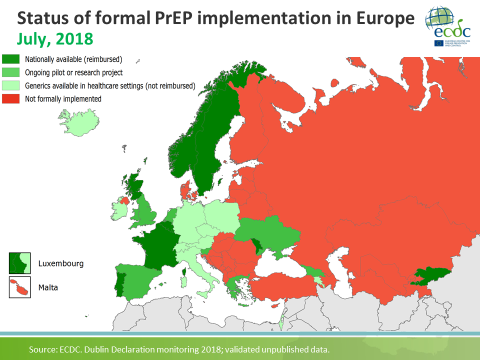 Status of formal PrEP implementation in Europe
July, 2018
ecdc
Nationally available (reimbursed)
Ongoing pilot or research project
Generics available in healthcare settings (not reimbursed)
Not formally implemented
Luxembourg
Malta
Source: ECDC. Dublin Declaration monitoring 2018; validated unpublished data.